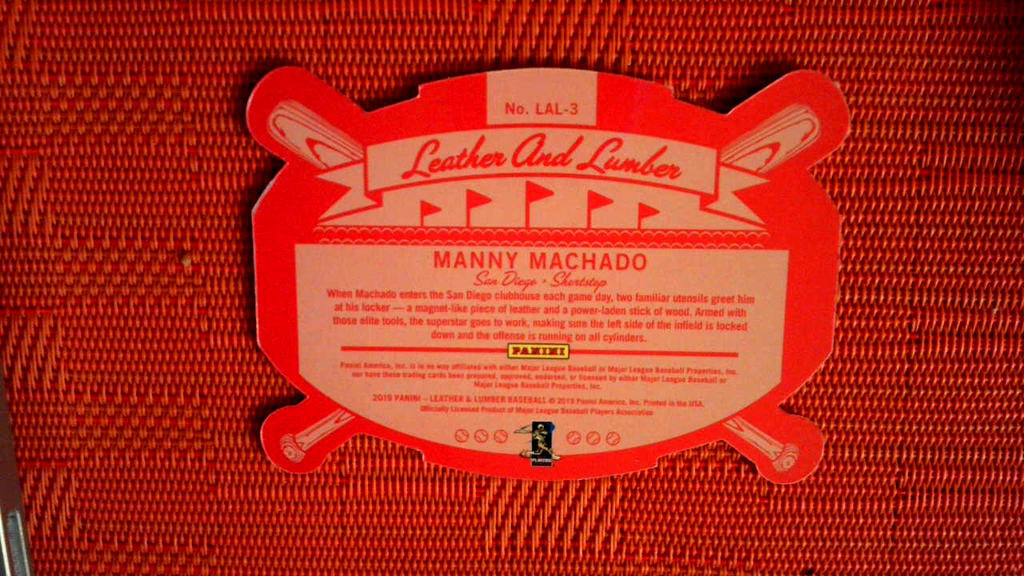 No. LAL-3
Leather And Lumber
MANNY MACHADO
San Diego • Shortstop
When Machado enters the San Diego clubhouse each game day, two familiar utensils greet him
at his locker — a magnet-like piece of leather and a power-laden stick of wood. Armed with
those elite tools, the superstar goes to work, making sure the left side of the infield is locked
down and the offense is running on all cylinders.
PANINI
Panini America, Inc. is in no way affiliated with either Major League Baseball or Major League Baseball Properties, Inc.
nor have these trading cards been prepared, approved, endorsed, or licensed by either Major League Baseball or
Major League Baseball Properties, Inc.
2019 PANINI – LEATHER & LUMBER BASEBALL © 2019 Panini America, Inc. Printed in the USA.
Officially Licensed Product of Major League Baseball Players Association
PLAYERS